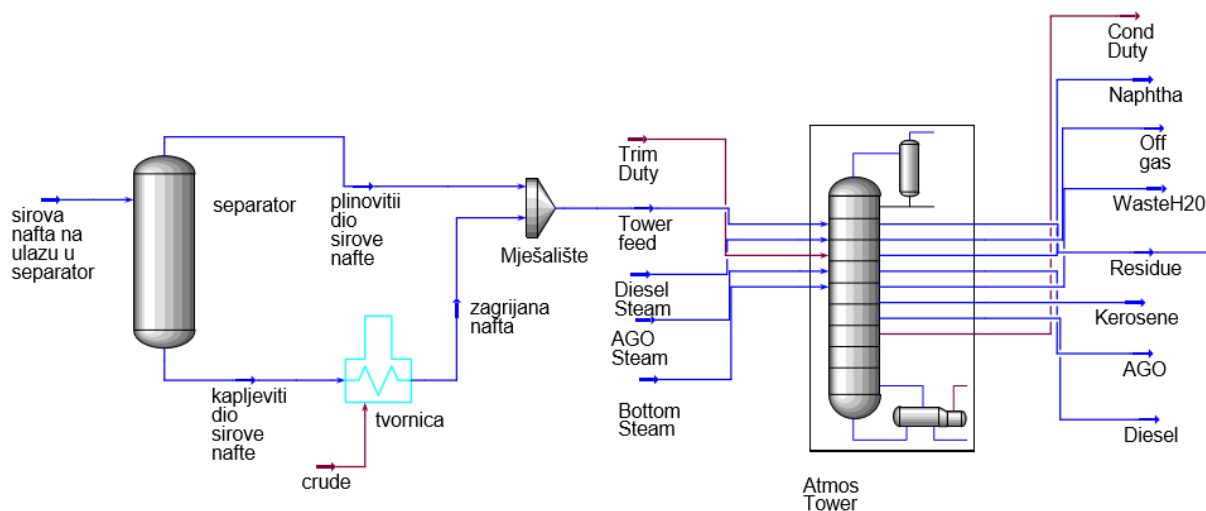 sirova
nafta na
ulazu u
separator
separator
plinovitii
dio
sirove
nafte
kapljeviti
dio
sirove
nafte
crude
tvornica
zagrijana
nafta
Mješalište
Trim
Duty
Tower
feed
Diesel
Steam
AGO
Steam
Bottom
Steam
Atmos
Tower
Cond
Duty
Naphtha
Off
gas
WasteH20
Residue
Kerosene
AGO
Diesel